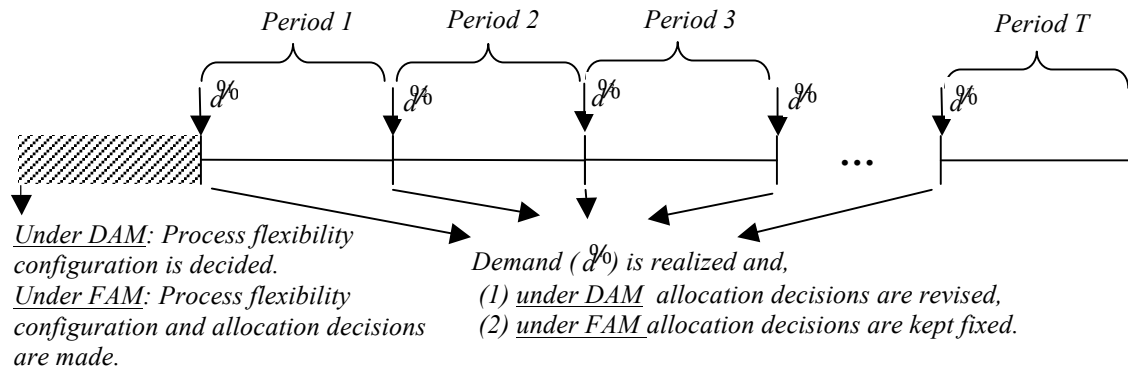 Period 1
Period 2
Period 3
Period T
d%
d%
d%
d%
d%
...
Under DAM: Process flexibility
configuration is decided.
Under FAM: Process flexibility
configuration and allocation decisions
are made.
Demand (d%) is realized and,
(1) under DAM allocation decisions are revised,
(2) under FAM allocation decisions are kept fixed.